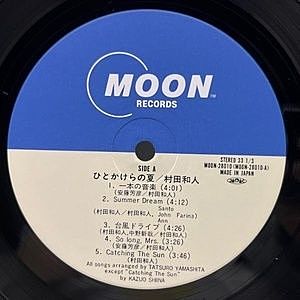 MOON™
RECORDS
STEREO 33 1/3
MOON-28010 (MOON-28010 A)
MADE IN JAPAN
SIDE A
ひとかけらの夏／村田和人
1. 一本の音楽 (4:01)
(安藤芳彦／村田和人)
2. Summer Dream (4:12)
Santo
(村田和人／村田和人, John Farina)
Ann
3. 台風ドライブ (4:26)
(村田和人, 中野新哉／村田和人)
4. So long, Mrs. (3:26)
(安藤芳彦／村田和人)
5. Catching The Sun (3:46)
(村田和人)
All songs arranged by TATSURO YAMASHITA
except "Catching The Sun"
by KAZUO SHIINA